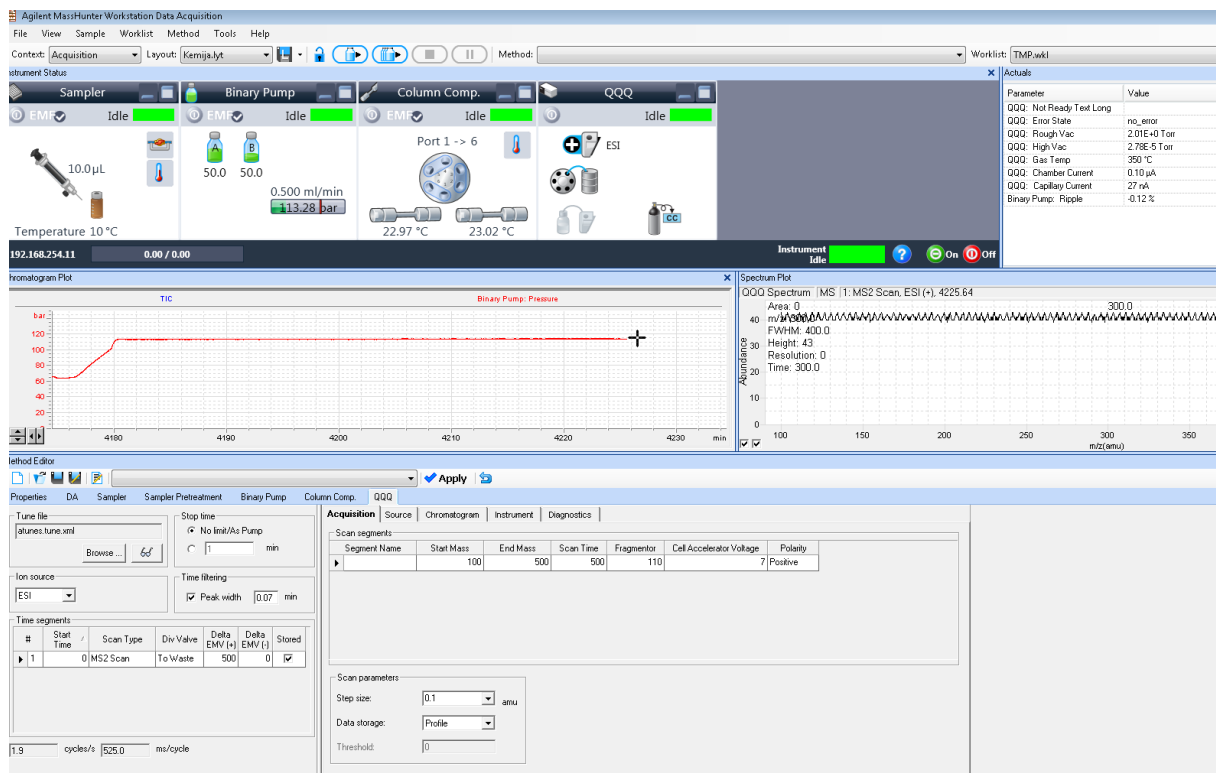 Agilent MassHunter Workstation Data Acquisition
File View Sample Worklist Method Tools Help
Context: Acquisition Layout: Kemija.lyt Method: Worklist: TMP.wkl
nstrument Status
Actuals
Sampler Binary Pump Column Comp. QQQ
EMF Idle EMF Idle EMF Idle Idle
Parameter Value
QQQ: Not Ready Text Long
QQQ: Error State no_error
QQQ: Rough Vac 2.01E+0 Torr
QQQ: High Vac 2.78E-5 Torr
QQQ: Gas Temp 350 °C
QQQ: Chamber Current 0.10 µA
QQQ: Capillary Current 27 nA
Binary Pump: Ripple -0.12 %
10.0 µL
Temperature 10 °C
A B
50.0 50.0
0.500 ml/min
113.28 bar
Port 1 -> 6
22.97 °C 23.02 °C
ESI
CC
192.168.254.11 0.00 / 0.00
Instrument
Idle
? On Off
hromatogram Plot
TIC Binary Pump: Pressure
bar
120
100
80
60
40
20
4180 4190 4200 4210 4220 4230 min
Spectrum Plot
QQQ Spectrum MS 1: MS2 Scan, ESI (+), 4225.64
Area: 0 300.0
m/z: 300.0
FWHM: 400.0
Height: 43
Resolution: 0
Time: 300.0
Abundance
40
30
20
10
0
100 150 200 250 300 350
m/z(amu)
lethod Editor
Apply
Properties DA Sampler Sampler Pretreatment Binary Pump Column Comp. QQQ
Tune file
atunes.tune.xml
Browse ...
Stop time
No limit/As Pump
1 min
Ion source
ESI
Time filtering
Peak width 0.07 min
Time segments
# Start Time / Scan Type Div Valve Delta EMV (+) Delta EMV (-) Stored
1 0 MS2 Scan To Waste 500 0
1.9 cycles/s 525.0 ms/cycle
Acquisition Source Chromatogram Instrument Diagnostics
Scan segments
Segment Name Start Mass End Mass Scan Time Fragmentor Cell Accelerator Voltage Polarity
100 500 500 110 7 Positive
Scan parameters
Step size: 0.1 amu
Data storage: Profile
Threshold: 0